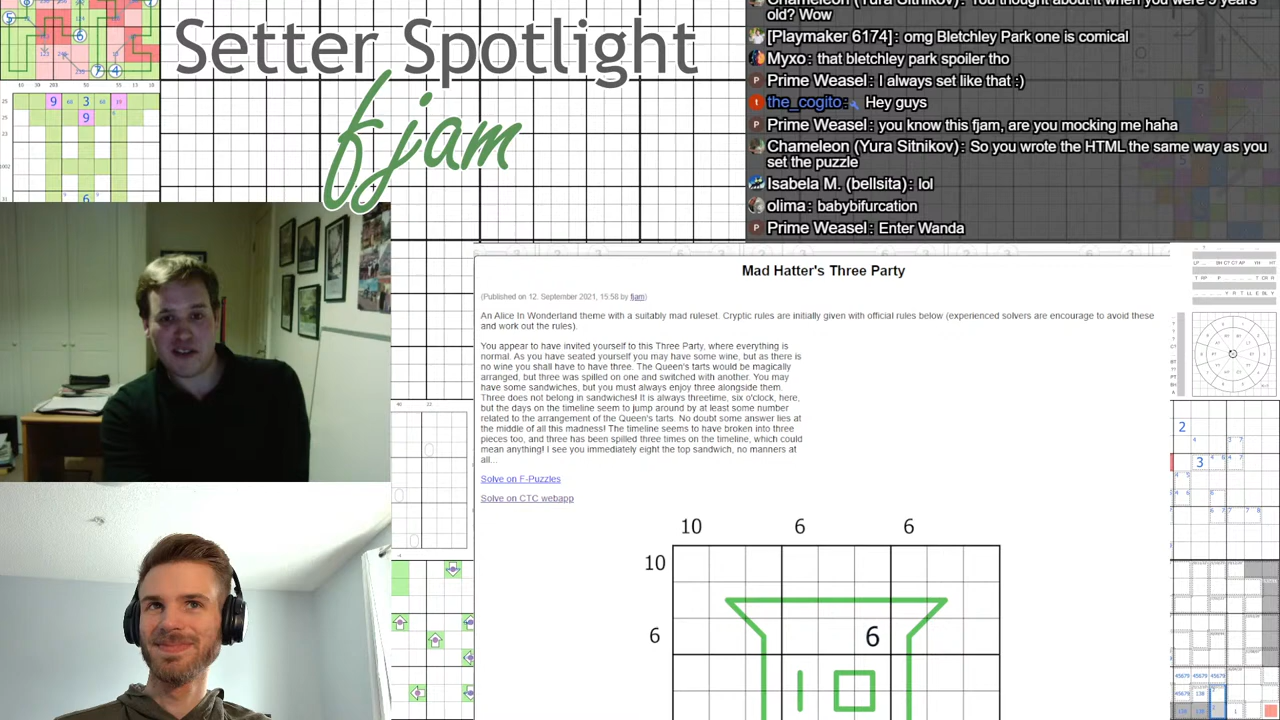 Setter Spotlight
fjam
Chameleon (Yura Sitnikov): You thought about it when you were 9 years
old? Wow
[Playmaker 6174]: omg Bletchley Park one is comical
Myxo: that bletchley park spoiler tho
Prime Weasel: I always set like that :)
the_cogito: Hey guys
Prime Weasel: you know this fjam, are you mocking me haha
Chameleon (Yura Sitnikov): So you wrote the HTML the same way as you
set the puzzle
Isabela M. (bellsita): lol
olima: babybifurcation
Prime Weasel: Enter Wanda
Mad Hatter's Three Party
(Published on 12. September 2021, 15:58 by fjam)
An Alice In Wonderland theme with a suitably mad ruleset. Cryptic rules are initially given with official rules below (experienced solvers are encourage to avoid these
and work out the rules).
You appear to have invited yourself to this Three Party, where everything is
normal. As you have seated yourself you may have some wine, but as there is
no wine you shall have to have three. The Queen's tarts would be magically
arranged, but three was spilled on one and switched with another. You may
have some sandwiches, but you must always enjoy three alongside them.
Three does not belong in sandwiches! It is always threetime, six o'clock, here,
but the days on the timeline seem to jump around by at least some number
related to the arrangement of the Queen's tarts. No doubt some answer lies at
the middle of all this madness! The timeline seems to have broken into three
pieces too, and three has been spilled three times on the timeline, which could
mean anything! I see you immediately eight the top sandwich, no manners at
all...
Solve on F-Puzzles
Solve on CTC webapp
10 6 6
10
6
6